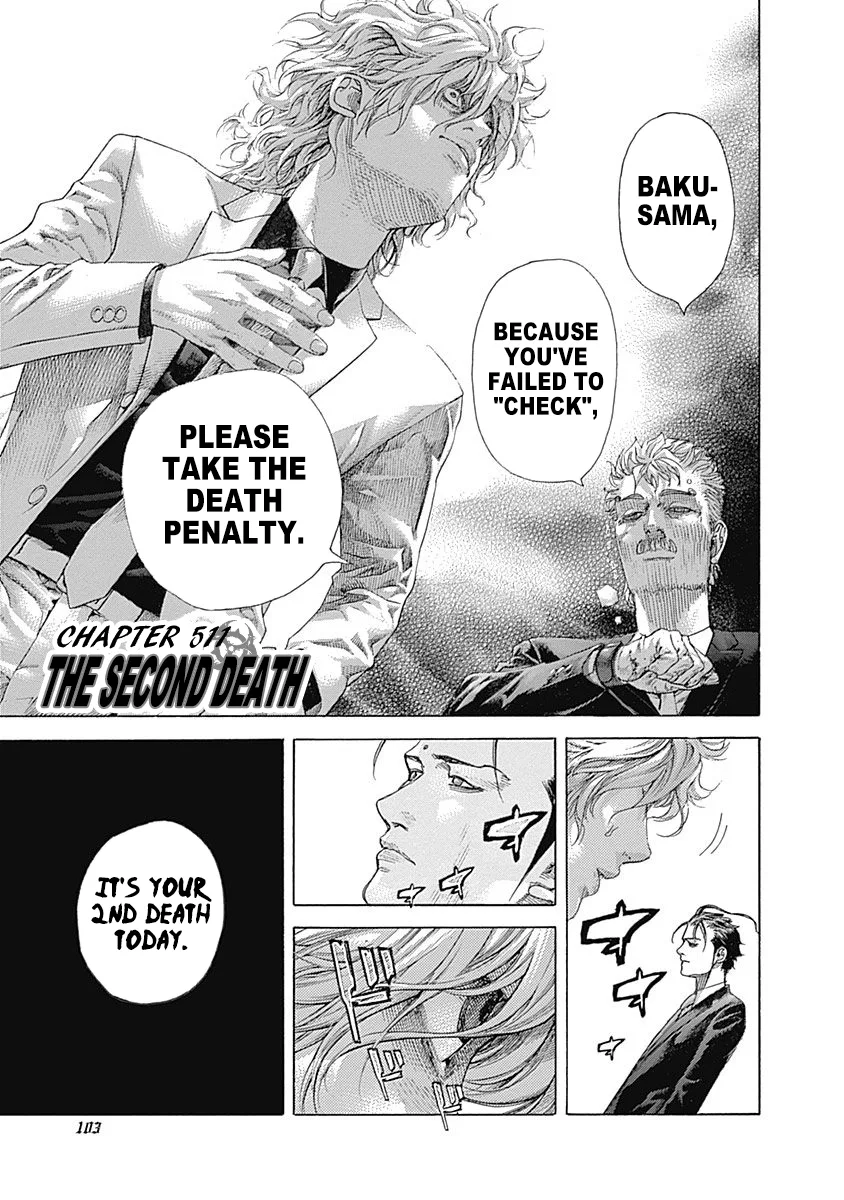 BAKU-
SAMA,
BECAUSE
YOU'VE
FAILED TO
"CHECK",
PLEASE
TAKE THE
DEATH
PENALTY.
CHAPTER 511
THE SECOND DEATH
IT'S YOUR
2ND DEATH
TODAY.
103